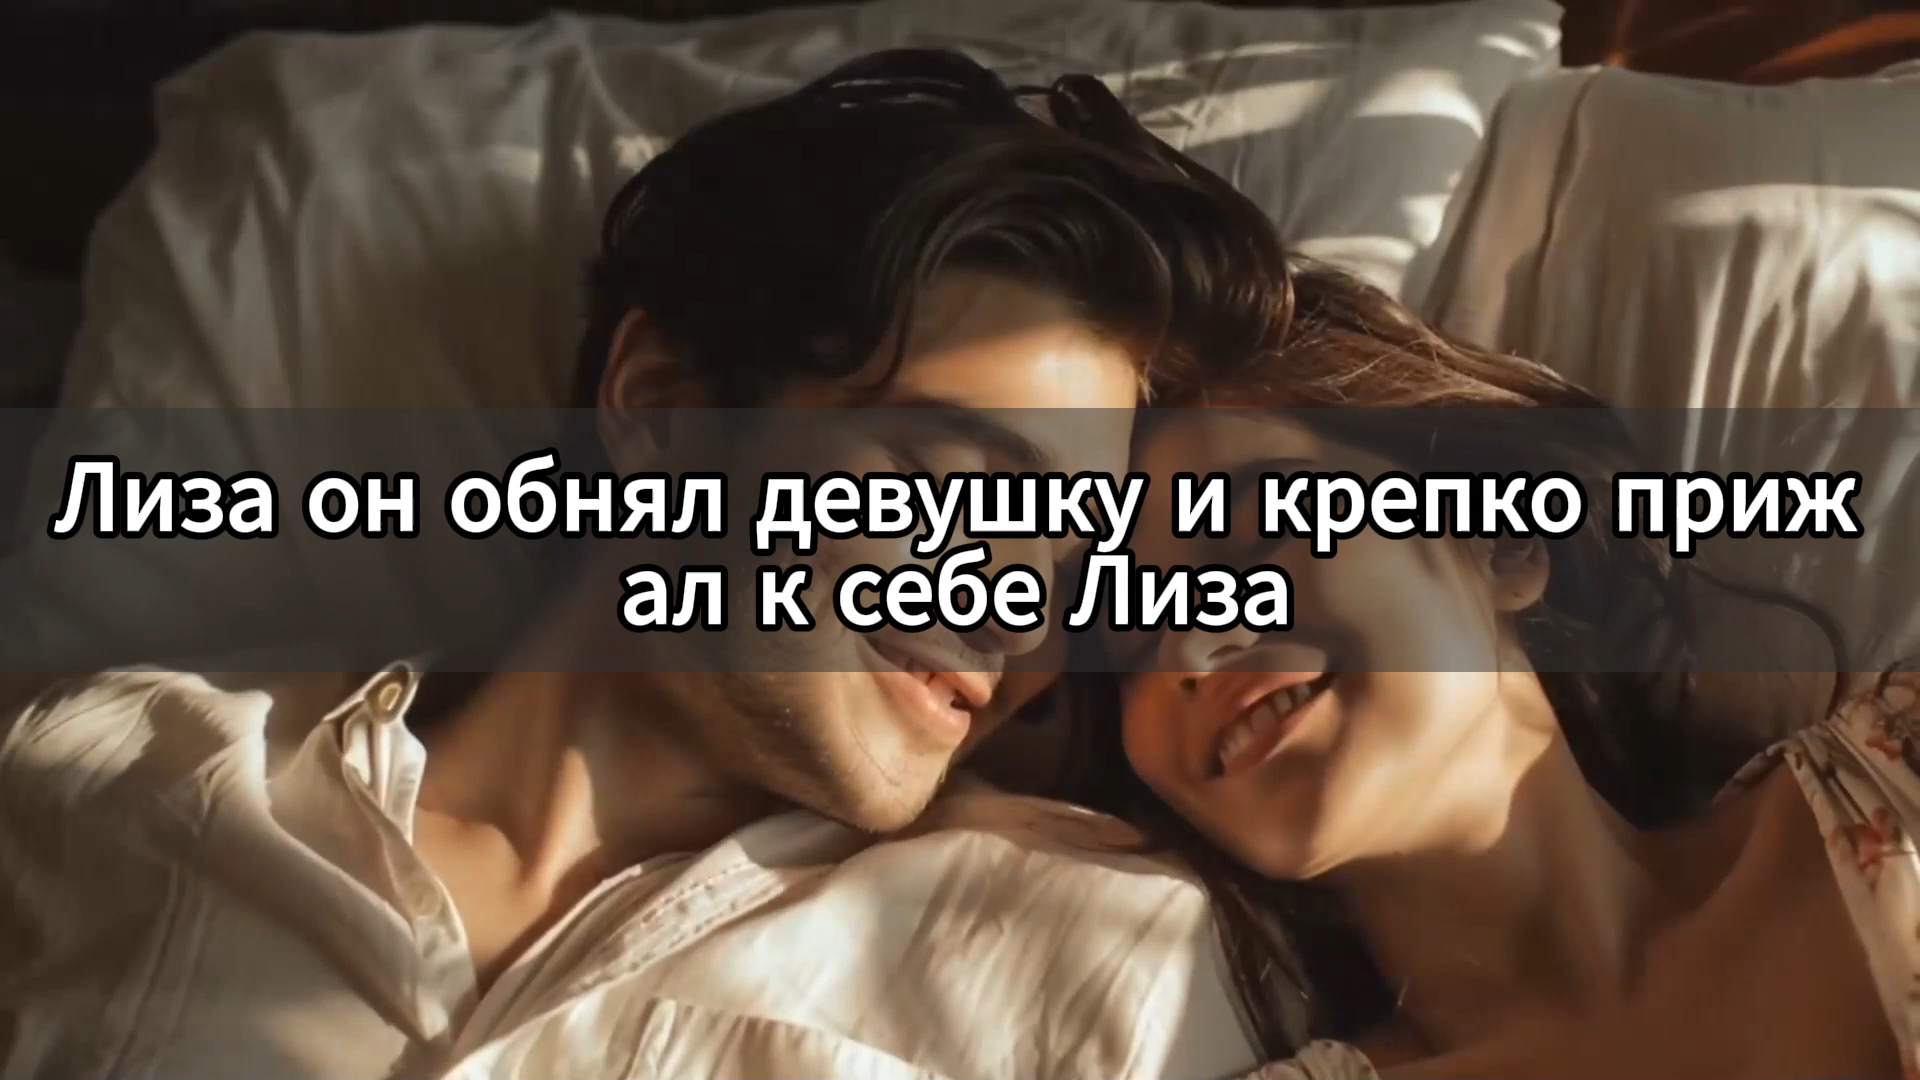 Лиза он обнял девушку и крепко приж
ал к себе Лиза